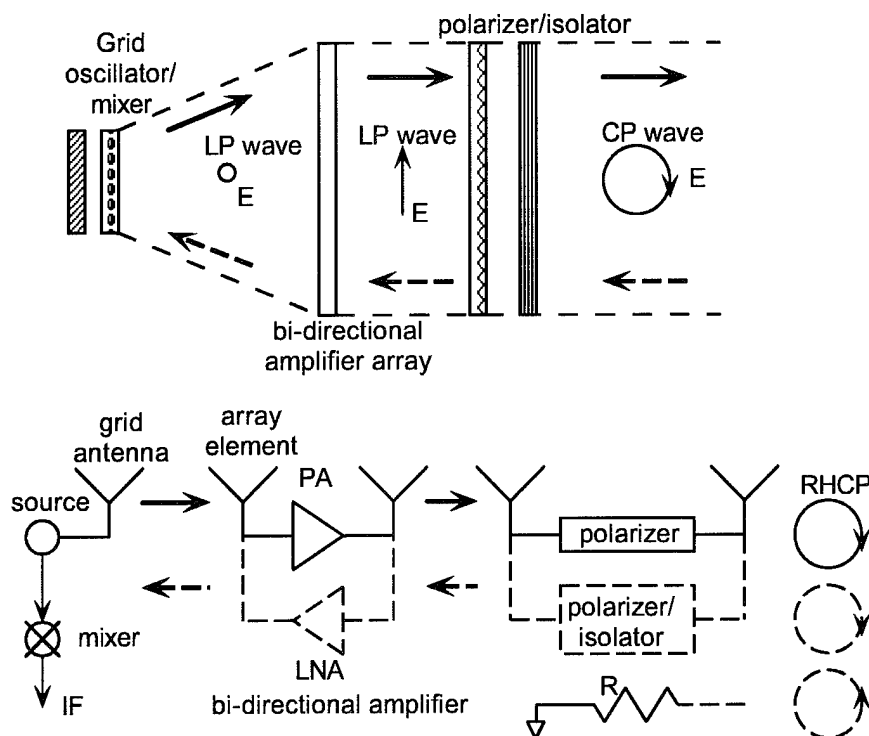 polarizer/isolator
Grid
oscillator/
mixer
LP wave
E
LP wave
E
CP wave
E
bi-directional
amplifier array
grid
antenna
array
element
PA
source
RHCP
polarizer
polarizer/
isolator
mixer
LNA
bi-directional amplifier
IF
R